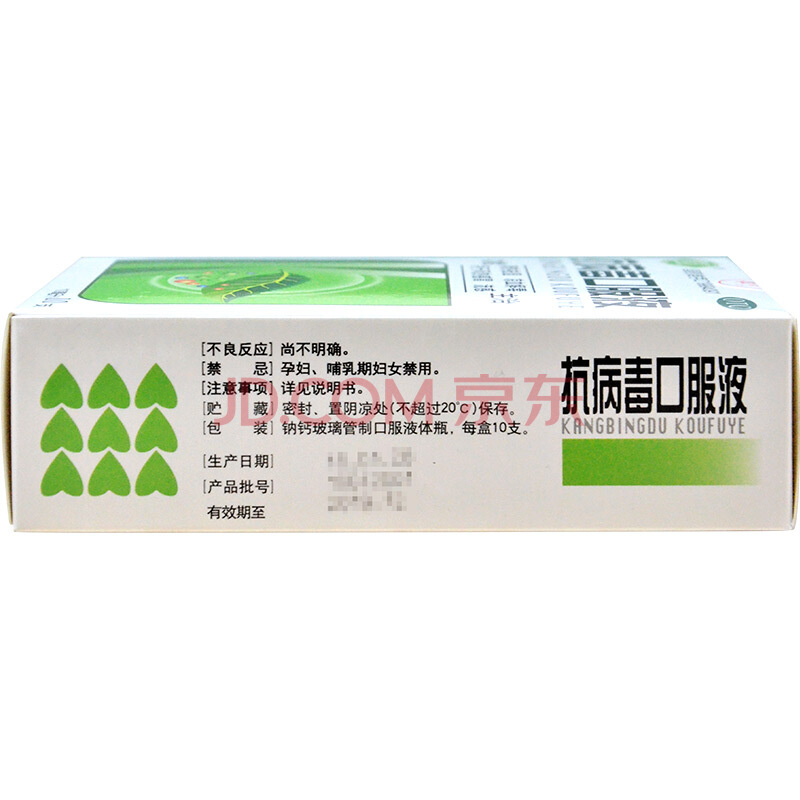 [不良反应] 尚不明确。
[禁　　忌] 孕妇、哺乳期妇女禁用。
[注意事项] 详见说明书。
[贮　　藏] 密封、置阴凉处(不超过20℃)保存。
[包　　装] 钠钙玻璃管制口服液体瓶，每盒10支。
[生产日期]
[产品批号]
有效期至
抗病毒口服液
KANGBINGDU KOUFUYE
JD.COM 京东